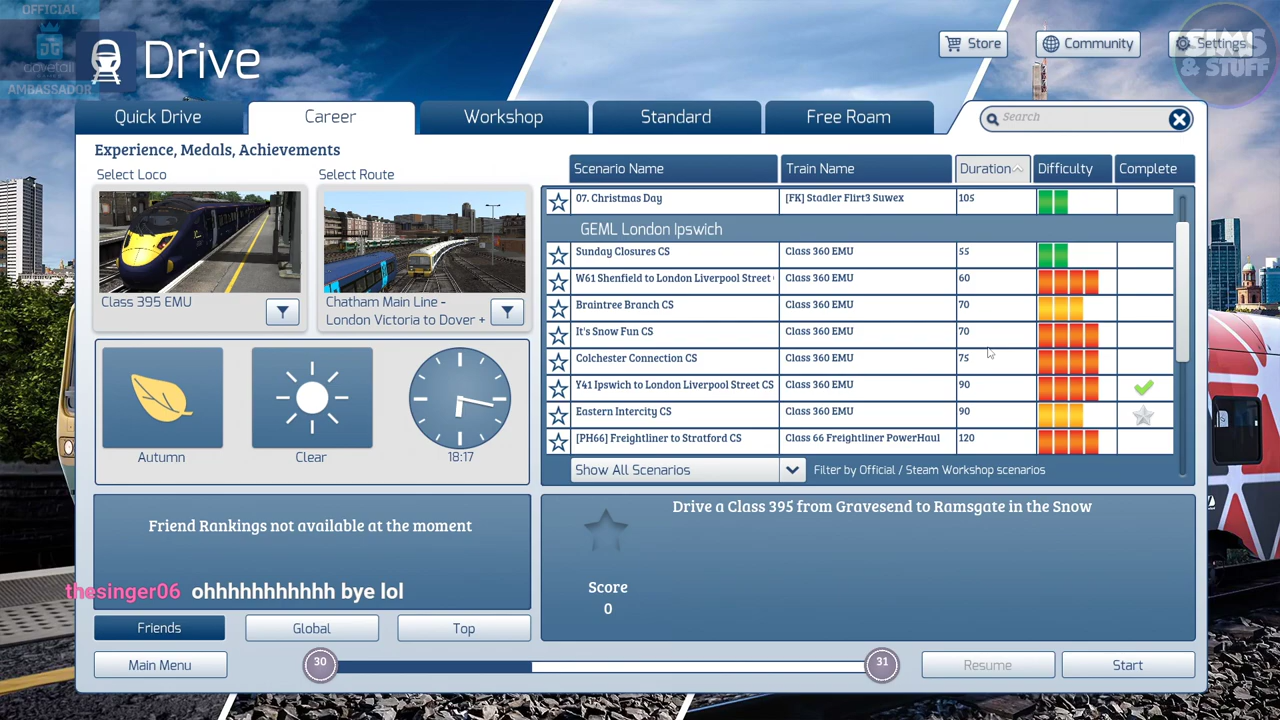 OFFICIAL
dovetail
AMBASSADOR
Drive
Store
Community
Settings
SIMS
& STUFF
Quick Drive
Career
Workshop
Standard
Free Roam
Search
Experience, Medals, Achievements
Select Loco
Select Route
Class 395 EMU
Chatham Main Line -
London Victoria to Dover +
Scenario Name
Train Name
Duration
Difficulty
Complete
07. Christmas Day
[FK] Stadler Flirt3 Suwex
105
GEML London Ipswich
Sunday Closures CS
Class 360 EMU
55
W61 Shenfield to London Liverpool Street
Class 360 EMU
60
Braintree Branch CS
Class 360 EMU
70
It's Snow Fun CS
Class 360 EMU
70
Colchester Connection CS
Class 360 EMU
75
Y41 Ipswich to London Liverpool Street CS
Class 360 EMU
90
Eastern Intercity CS
Class 360 EMU
90
[PH66] Freightliner to Stratford CS
Class 66 Freightliner PowerHaul
120
Show All Scenarios
Filter by Official / Steam Workshop scenarios
Autumn
Clear
18:17
Friend Rankings not available at the moment
thesinger06 ohhhhhhhhhhh bye lol
Drive a Class 395 from Gravesend to Ramsgate in the Snow
Score
0
Friends
Global
Top
Main Menu
30
31
Resume
Start